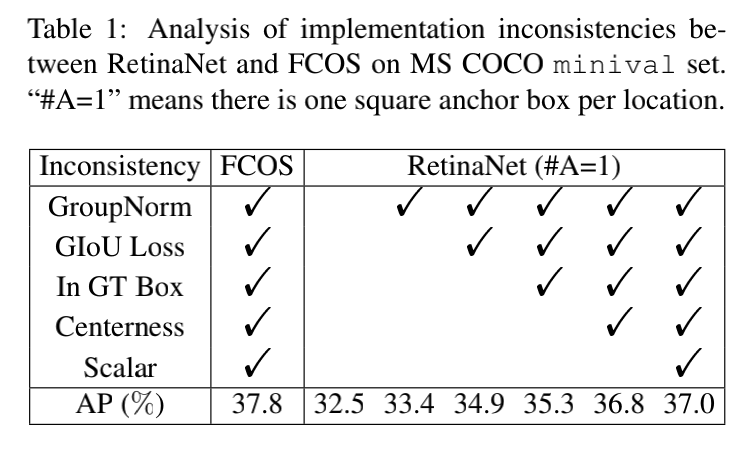 Table 1: Analysis of implementation inconsistencies be-
tween RetinaNet and FCOS on MS COCO minival set.
“#A=1” means there is one square anchor box per location.
Inconsistency FCOS RetinaNet (#A=1)
GroupNorm ✓ ✓ ✓ ✓ ✓ ✓
GIoU Loss ✓ ✓ ✓ ✓ ✓
In GT Box ✓ ✓ ✓ ✓
Centerness ✓ ✓ ✓
Scalar ✓ ✓
AP (%) 37.8 32.5 33.4 34.9 35.3 36.8 37.0